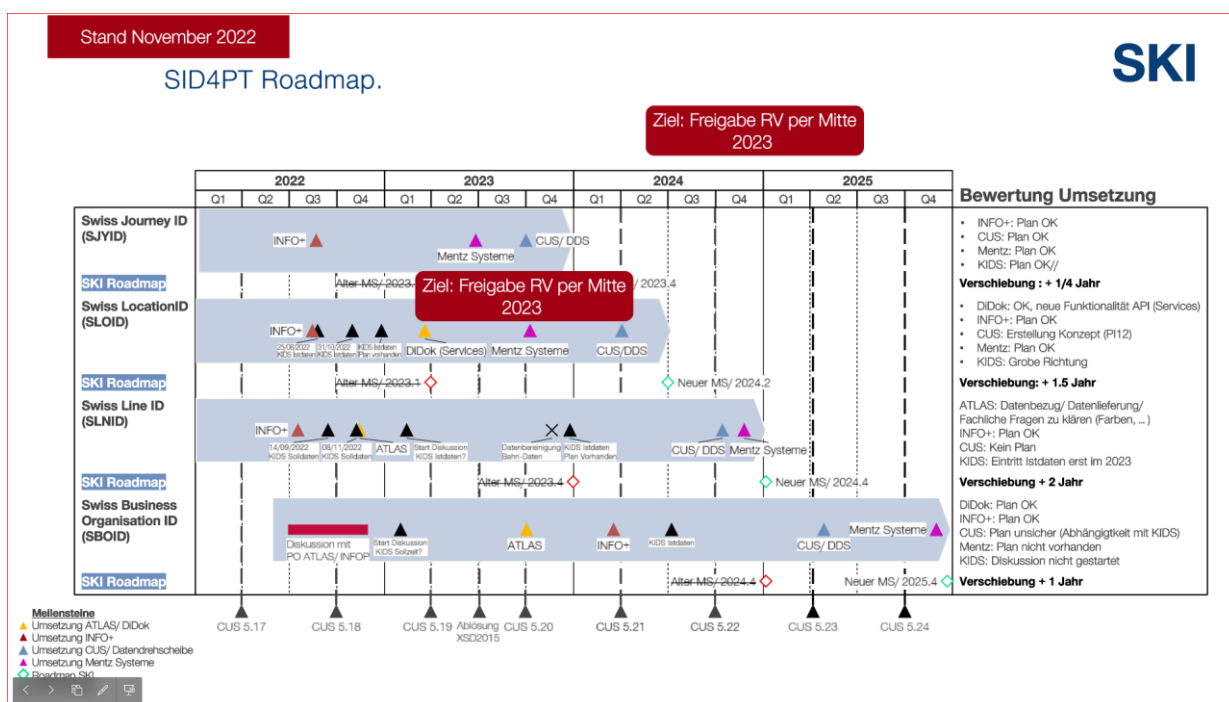 Stand November 2022
SKI
SID4PT Roadmap.
Ziel: Freigabe RV per Mitte
2023
2022 2023 2024 2025
Q1 Q2 Q3 Q4 Q1 Q2 Q3 Q4 Q1 Q2 Q3 Q4 Q1 Q2 Q3 Q4
Bewertung Umsetzung
Swiss Journey ID
(SJYID)
INFO+
Mentz Systeme
CUS/ DDS
• INFO+: Plan OK
• CUS: Plan OK
• Mentz: Plan OK
• KIDS: Plan OK//
SKI Roadmap
Alter MS/ 2023.
/ 2023.4
Verschiebung : + 1/4 Jahr
Ziel: Freigabe RV per Mitte
2023
Swiss LocationID
(SLOID)
INFO+
25/08/2022
KIDS Istdaten
31/10/2022
KIDS Istdaten
KIDS Istdaten
Plan vorhanden
DiDok (Services)
Mentz Systeme
CUS/DDS
• DiDok: OK, neue Funktionalität API (Services)
• INFO+: Plan OK
• CUS: Erstellung Konzept (PI12)
• Mentz: Plan OK
• KIDS: Grobe Richtung
SKI Roadmap
Alter MS/ 2023.1
Neuer MS/ 2024.2
Verschiebung: + 1.5 Jahr
Swiss Line ID
(SLNID)
INFO+
14/09/2022
KIDS Solldaten
08/11/2022
KIDS Solldaten
ATLAS
Start Diskussion
KIDS Istdaten?
Datenbereinigung
Bahn-Daten
KIDS Istdaten
Plan Vorhanden
CUS/ DDS
Mentz Systeme
ATLAS: Datenbezug/ Datenlieferung/
Fachliche Fragen zu klären (Farben, ...)
INFO+: Plan OK
CUS: Kein Plan
KIDS: Eintritt Istdaten erst im 2023
SKI Roadmap
Alter MS/ 2023.4
Neuer MS/ 2024.4
Verschiebung + 2 Jahr
Swiss Business
Organisation ID
(SBOID)
Diskussion mit
PO ATLAS/ INFOP
Start Diskussion
KIDS Sollzeit?
ATLAS
INFO+
KIDS Istdaten
CUS/ DDS
Mentz Systeme
DiDok: Plan OK
INFO+: Plan OK
CUS: Plan unsicher (Abhängigtkeit mit KIDS)
Mentz: Plan nicht vorhanden
KIDS: Diskussion nicht gestartet
SKI Roadmap
Alter MS/ 2024.4
Neuer MS/ 2025.4
Verschiebung + 1 Jahr
CUS 5.17
CUS 5.18
CUS 5.19
Ablösung
XSD2015
CUS 5.20
CUS 5.21
CUS 5.22
CUS 5.23
CUS 5.24
Meilensteine
Umsetzung ATLAS/ DiDok
Umsetzung INFO+
Umsetzung CUS/ Datendrehscheibe
Umsetzung Mentz Systeme
Roadmap SKI